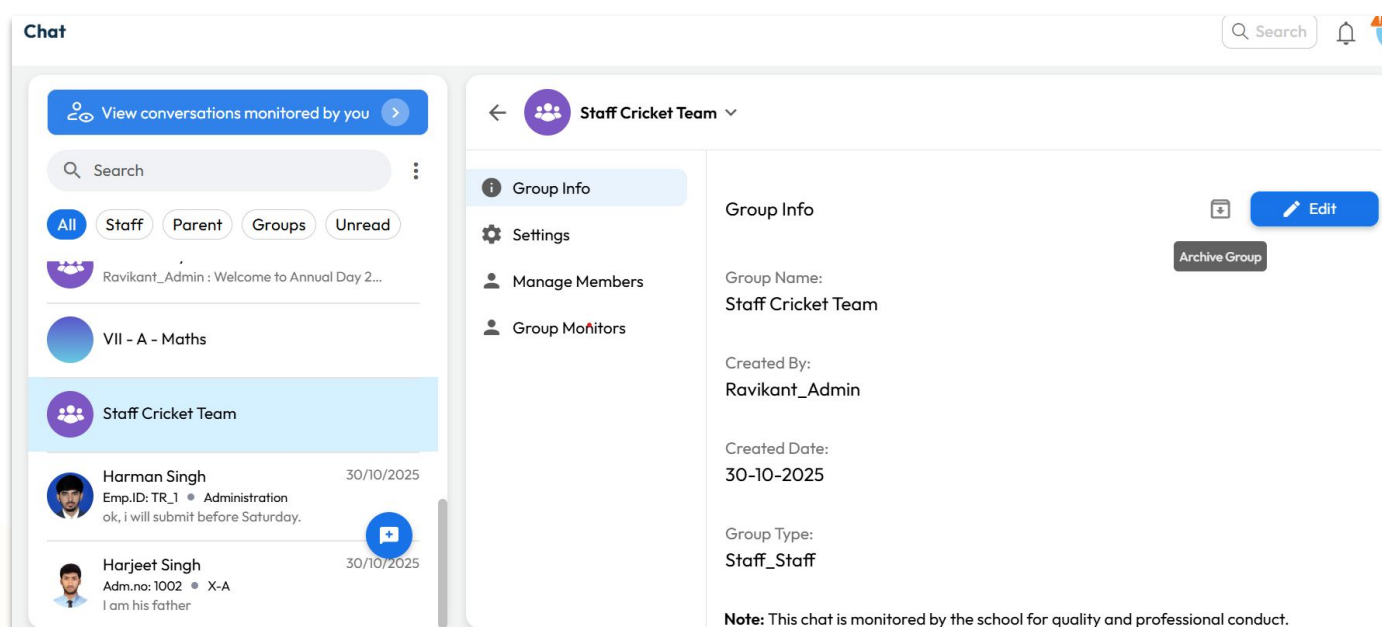 Chat
Search
View conversations monitored by you
Search
All Staff Parent Groups Unread
Ravikant_Admin : Welcome to Annual Day 2...
VII - A - Maths
Staff Cricket Team
Harman Singh 30/10/2025
Emp.ID: TR_1 • Administration
ok, i will submit before Saturday.
Harjeet Singh 30/10/2025
Adm.no: 1002 • X-A
I am his father
Staff Cricket Team
Group Info
Settings
Manage Members
Group Monitors
Group Info
Edit
Archive Group
Group Name:
Staff Cricket Team
Created By:
Ravikant_Admin
Created Date:
30-10-2025
Group Type:
Staff_Staff
Note: This chat is monitored by the school for quality and professional conduct.